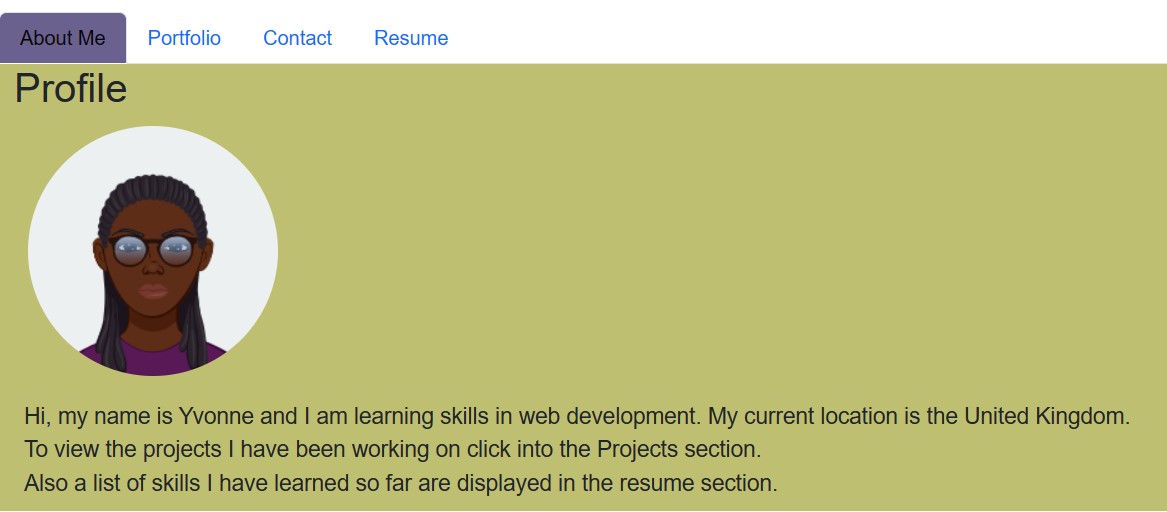 About Me Portfolio Contact Resume
Profile
Hi, my name is Yvonne and I am learning skills in web development. My current location is the United Kingdom.
To view the projects I have been working on click into the Projects section.
Also a list of skills I have learned so far are displayed in the resume section.